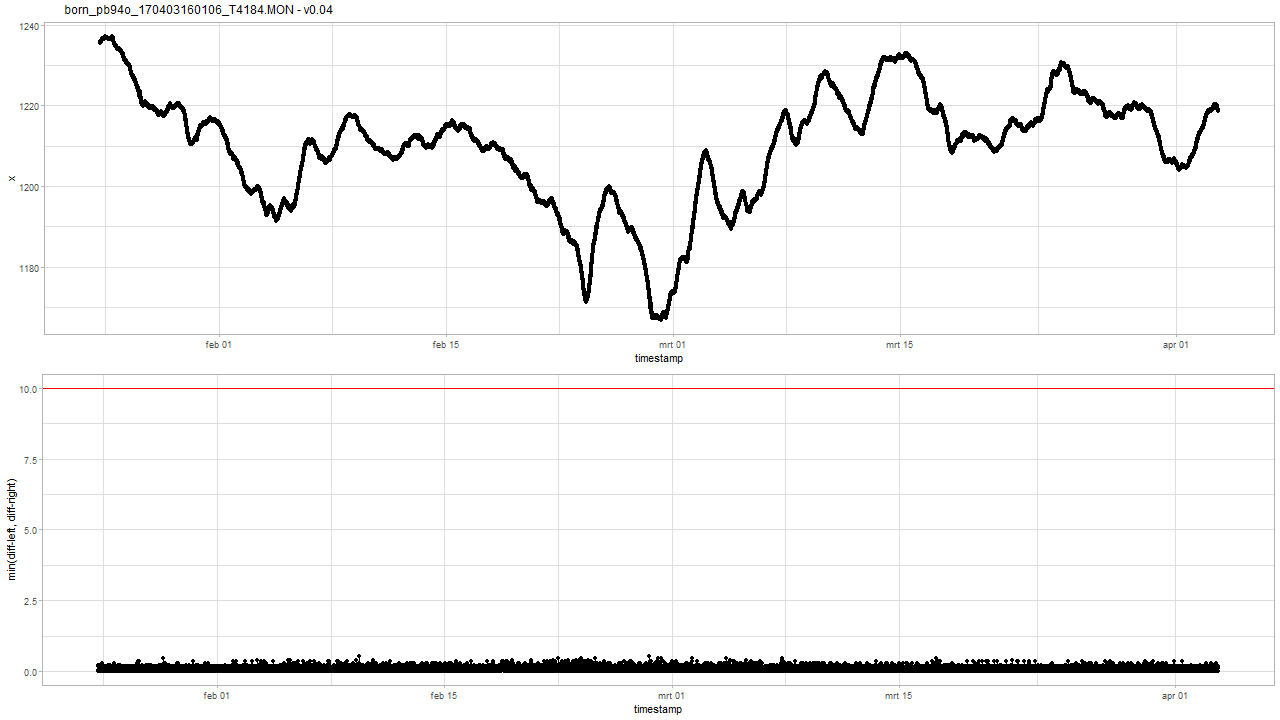 born_pb94o_170403160106_T4184.MON - v0.04
1240
1220
1200
1180
x
feb 01 feb 15 mrt 01 mrt 15 apr 01
timestamp
10.0
7.5
5.0
2.5
0.0
min(diff-left, diff-right)
feb 01 feb 15 mrt 01 mrt 15 apr 01
timestamp